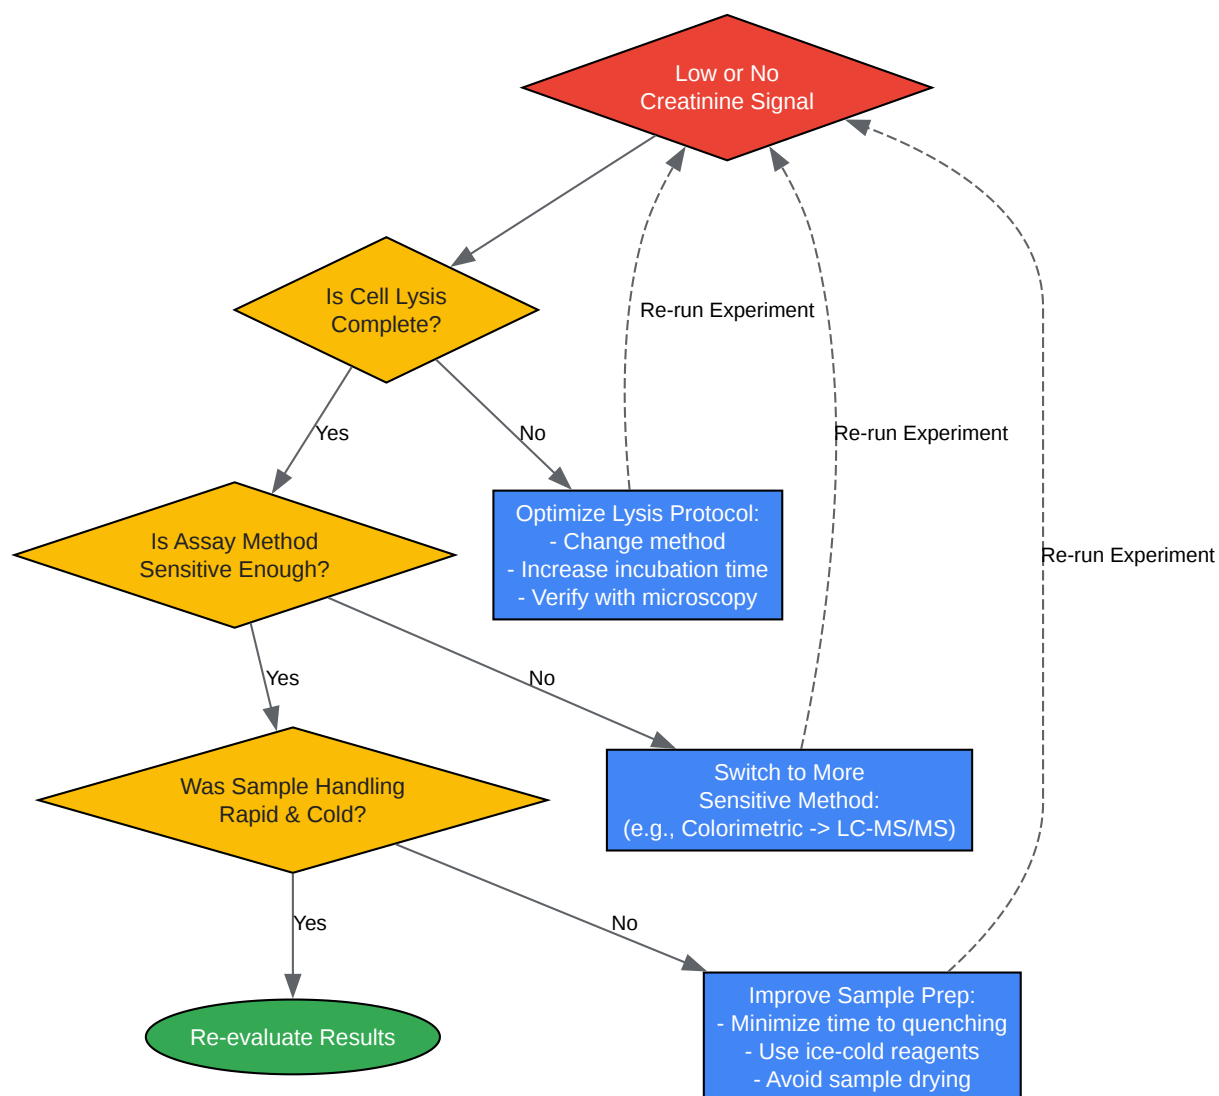 Low or No
Creatinine Signal
Is Cell Lysis
Complete?
Re-run Experiment
Yes
No
Re-run Experiment
Is Assay Method
Sensitive Enough?
Optimize Lysis Protocol:
- Change method
- Increase incubation time
- Verify with microscopy
Re-run Experiment
Yes
No
Was Sample Handling
Rapid & Cold?
Switch to More
Sensitive Method:
(e.g., Colorimetric -> LC-MS/MS)
Yes
No
Re-evaluate Results
Improve Sample Prep:
- Minimize time to quenching
- Use ice-cold reagents
- Avoid sample drying